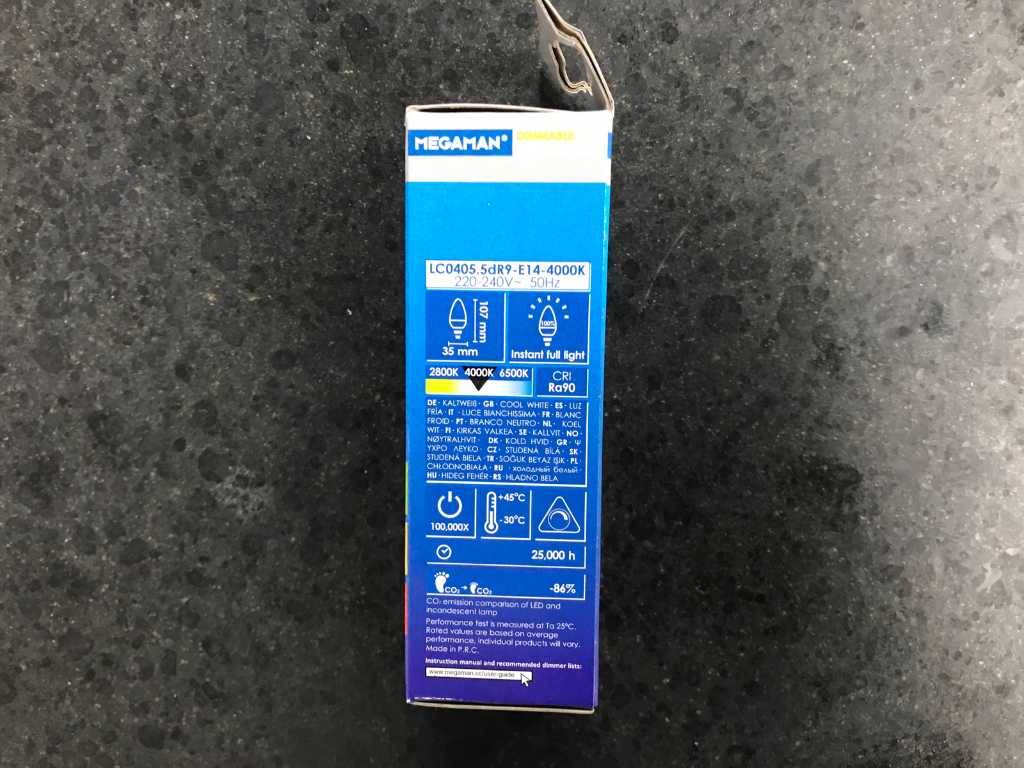 MEGAMAN®
DIMMABLE
LC0405.5dR9-E14-4000K
220-240V~ 50Hz
107 mm
35 mm
100%
Instant full light
2800K 4000K 6500K
CRI
Ra90
DE · KALTWEIß · GB · COOL WHITE · ES · LUZ
FRÍA · IT · LUCE BIANCHISSIMA · FR · BLANC
FROID · PT · BRANCO NEUTRO · NL · KOEL
WIT · FI · KIRKAS VALKEA · SE · KALLVIT · NO ·
NØYTRALHVIT · DK · KOLD HVID · GR · Ψ
ΥΧΡΟ ΛΕΥΚΟ · CZ · STUDENÁ BÍLÁ · SK ·
STUDENÁ BIELA · TR · SOĞUK BEYAZ IŞIK · PL ·
CHŁODNOBIAŁA · RU · холодный белый ·
HU · HIDEG FEHÉR · RS · HLADNO BELA
100,000X
+45°C
-30°C
25,000 h
CO₂ → CO₂
-86%
CO₂ emission comparison of LED and
incandescent lamp
Performance test is measured at Ta 25°C.
Rated values are based on average
performance, individual products will vary.
Made in P.R.C.
Instruction manual and recommended dimmer lists:
www.megaman.cc/user-guide